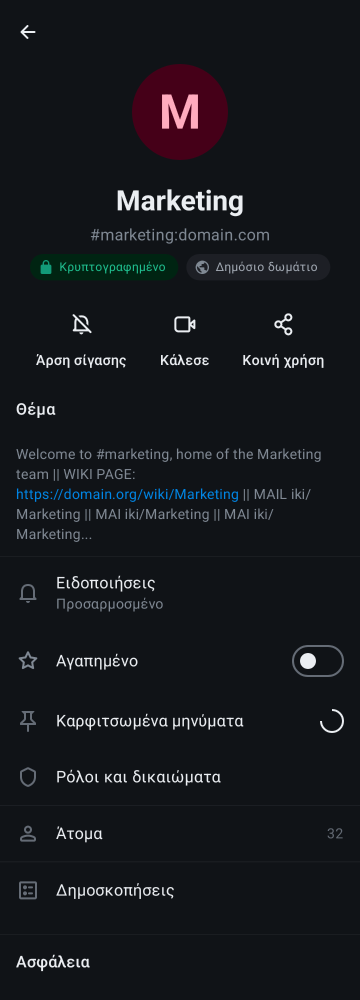 M
Marketing
#marketing:domain.com
Κρυπτογραφημένο Δημόσιο δωμάτιο
Άρση σίγασης Κάλεσε Κοινή χρήση
Θέμα
Welcome to #marketing, home of the Marketing
team || WIKI PAGE:
https://domain.org/wiki/Marketing || MAIL iki/
Marketing || MAI iki/Marketing || MAI iki/
Marketing...
Ειδοποιήσεις
Προσαρμοσμένο
Αγαπημένο
Καρφιτσωμένα μηνύματα
Ρόλοι και δικαιώματα
Άτομα 32
Δημοσκοπήσεις
Ασφάλεια